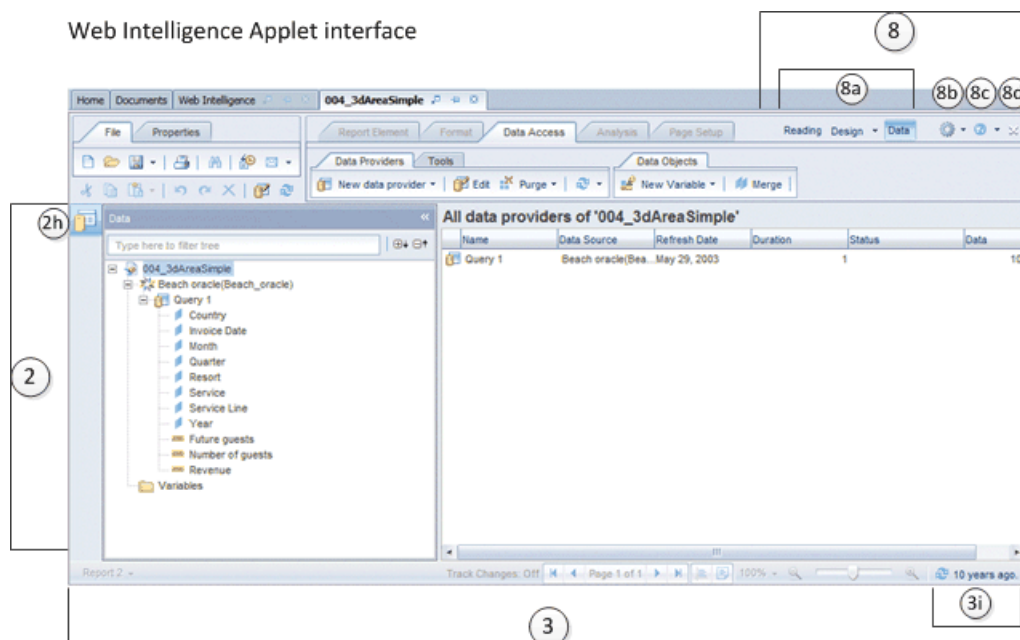 Web Intelligence Applet interface
8
8a
8b
8c
8d
Home Documents Web Intelligence 004_3dAreaSimple
File Properties
Report Element Format Data Access Analysis Page Setup
Reading Design Data
Data Providers Tools Data Objects
New data provider Edit Purge New Variable Merge
2h
Data
Type here to filter tree
004_3dAreaSimple
Beach oracle(Beach_oracle)
Query 1
Country
Invoice Date
Month
Quarter
Resort
Service
Service Line
Year
Future guests
Number of guests
Revenue
Variables
2
All data providers of '004_3dAreaSimple'
Name Data Source Refresh Date Duration Status Data
Query 1 Beach oracle(Bea... May 29, 2003 1 10
Report 2
Track Changes: Off Page 1 of 1 100% 10 years ago.
3i
3